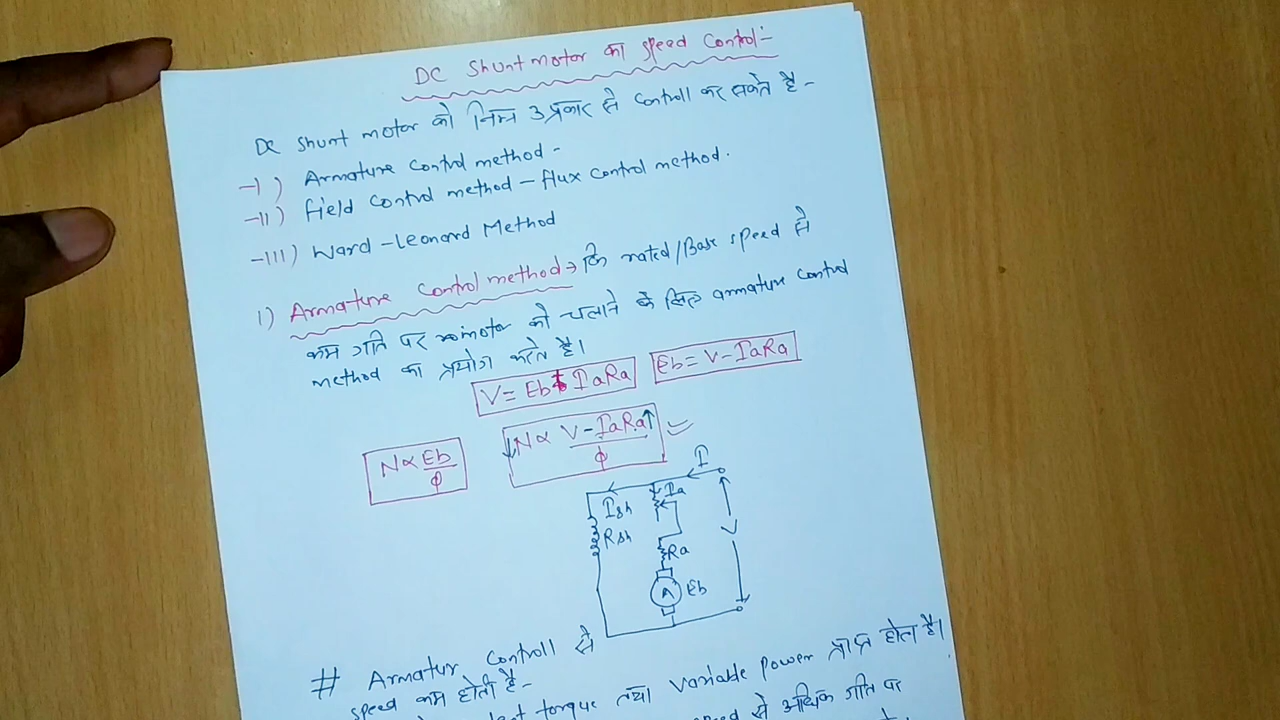 DC Shunt motor का speed Control:-
DC shunt motor को निम्न 3 प्रकार से controll कर सकते है -
-I) Armature Control method -
-II) Field Control method - flux control method.
-III) Ward - Leonard Method
1) Armature Control method → कि rated/Base speed से
कम गति पर motor को चलाने के लिए armature control
method का प्रयोग करते है।
V = Eb + IaRa
Eb = V - IaRa
N ∝ Eb/ϕ
↓N ∝ V - IaRa↑/ϕ
I
Ish
Ia
Rsh
V
Ra
A
Eb
# Armatur Controll से
speed कम होती है -
torque तथा variable power प्राप्त होता है।
से अधिक गति पर